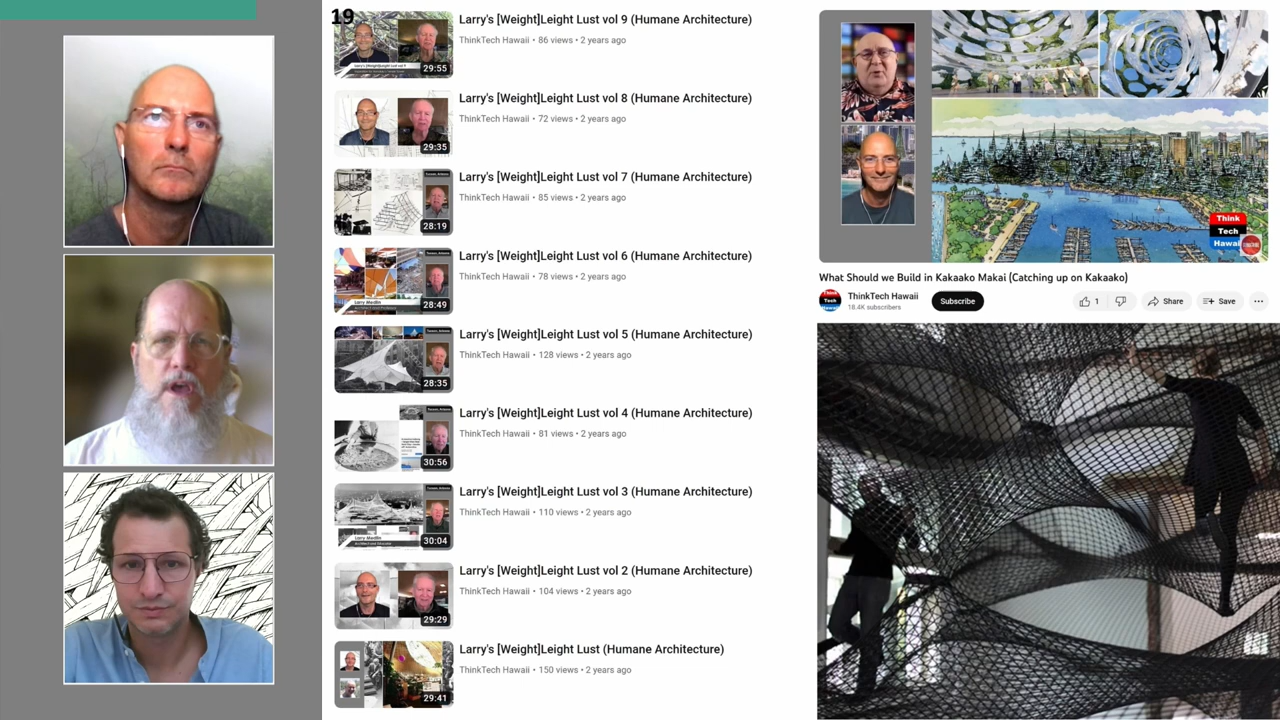 19
Larry's [Weight]Leight Lust vol 9 (Humane Architecture)
ThinkTech Hawaii • 86 views • 2 years ago
29:55
Larry's [Weight]Leight Lust vol 8 (Humane Architecture)
ThinkTech Hawaii • 72 views • 2 years ago
29:35
Larry's [Weight]Leight Lust vol 7 (Humane Architecture)
ThinkTech Hawaii • 85 views • 2 years ago
28:19
Larry's [Weight]Leight Lust vol 6 (Humane Architecture)
ThinkTech Hawaii • 78 views • 2 years ago
Larry Medlin
28:49
Larry's [Weight]Leight Lust vol 5 (Humane Architecture)
ThinkTech Hawaii • 128 views • 2 years ago
28:35
Larry's [Weight]Leight Lust vol 4 (Humane Architecture)
ThinkTech Hawaii • 81 views • 2 years ago
30:56
Larry's [Weight]Leight Lust vol 3 (Humane Architecture)
ThinkTech Hawaii • 110 views • 2 years ago
Larry Medlin
30:04
Larry's [Weight]Leight Lust vol 2 (Humane Architecture)
ThinkTech Hawaii • 104 views • 2 years ago
29:29
Larry's [Weight]Leight Lust (Humane Architecture)
ThinkTech Hawaii • 150 views • 2 years ago
29:41
Think
Tech
Hawaii
What Should we Build in Kakaako Makai (Catching up on Kakaako)
ThinkTech Hawaii
18.4K subscribers
Subscribe
1
Share
Save